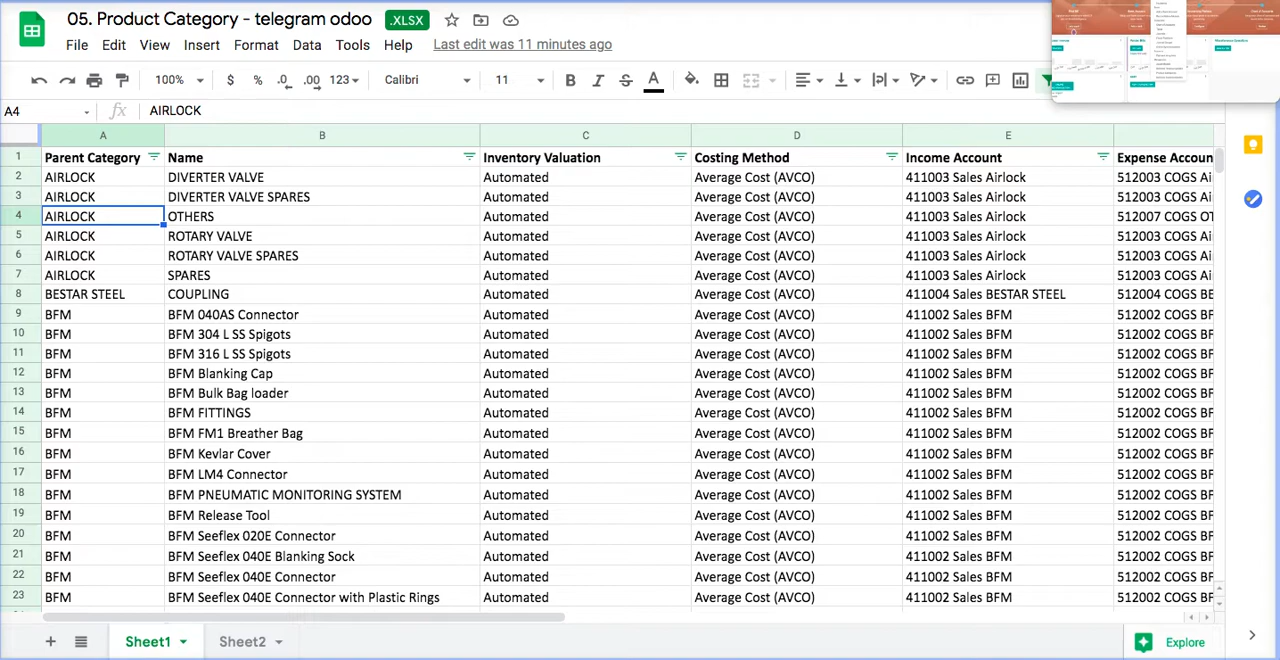 05. Product Category - telegram odoo .XLSX
File Edit View Insert Format Data Tools Help Last edit was 11 minutes ago
100% $ % .0 .00 123 Calibri 11 B I S A
A4 fx AIRLOCK
A B C D E
1 Parent Category Name Inventory Valuation Costing Method Income Account Expense Accoun
2 AIRLOCK DIVERTER VALVE Automated Average Cost (AVCO) 411003 Sales Airlock 512003 COGS Ai
3 AIRLOCK DIVERTER VALVE SPARES Automated Average Cost (AVCO) 411003 Sales Airlock 512003 COGS Ai
4 AIRLOCK OTHERS Automated Average Cost (AVCO) 411003 Sales Airlock 512007 COGS OT
5 AIRLOCK ROTARY VALVE Automated Average Cost (AVCO) 411003 Sales Airlock 512003 COGS Ai
6 AIRLOCK ROTARY VALVE SPARES Automated Average Cost (AVCO) 411003 Sales Airlock 512003 COGS Ai
7 AIRLOCK SPARES Automated Average Cost (AVCO) 411003 Sales Airlock 512003 COGS Ai
8 BESTAR STEEL COUPLING Automated Average Cost (AVCO) 411004 Sales BESTAR STEEL 512004 COGS BE
9 BFM BFM 040AS Connector Automated Average Cost (AVCO) 411002 Sales BFM 512002 COGS BF
10 BFM BFM 304 L SS Spigots Automated Average Cost (AVCO) 411002 Sales BFM 512002 COGS BF
11 BFM BFM 316 L SS Spigots Automated Average Cost (AVCO) 411002 Sales BFM 512002 COGS BF
12 BFM BFM Blanking Cap Automated Average Cost (AVCO) 411002 Sales BFM 512002 COGS BF
13 BFM BFM Bulk Bag loader Automated Average Cost (AVCO) 411002 Sales BFM 512002 COGS BF
14 BFM BFM FITTINGS Automated Average Cost (AVCO) 411002 Sales BFM 512002 COGS BF
15 BFM BFM FM1 Breather Bag Automated Average Cost (AVCO) 411002 Sales BFM 512002 COGS BF
16 BFM BFM Kevlar Cover Automated Average Cost (AVCO) 411002 Sales BFM 512002 COGS BF
17 BFM BFM LM4 Connector Automated Average Cost (AVCO) 411002 Sales BFM 512002 COGS BF
18 BFM BFM PNEUMATIC MONITORING SYSTEM Automated Average Cost (AVCO) 411002 Sales BFM 512002 COGS BF
19 BFM BFM Release Tool Automated Average Cost (AVCO) 411002 Sales BFM 512002 COGS BF
20 BFM BFM Seeflex 020E Connector Automated Average Cost (AVCO) 411002 Sales BFM 512002 COGS BF
21 BFM BFM Seeflex 040E Blanking Sock Automated Average Cost (AVCO) 411002 Sales BFM 512002 COGS BF
22 BFM BFM Seeflex 040E Connector Automated Average Cost (AVCO) 411002 Sales BFM 512002 COGS BF
23 BFM BFM Seeflex 040E Connector with Plastic Rings Automated Average Cost (AVCO) 411002 Sales BFM 512002 COGS BF
Sheet1 Sheet2 Explore